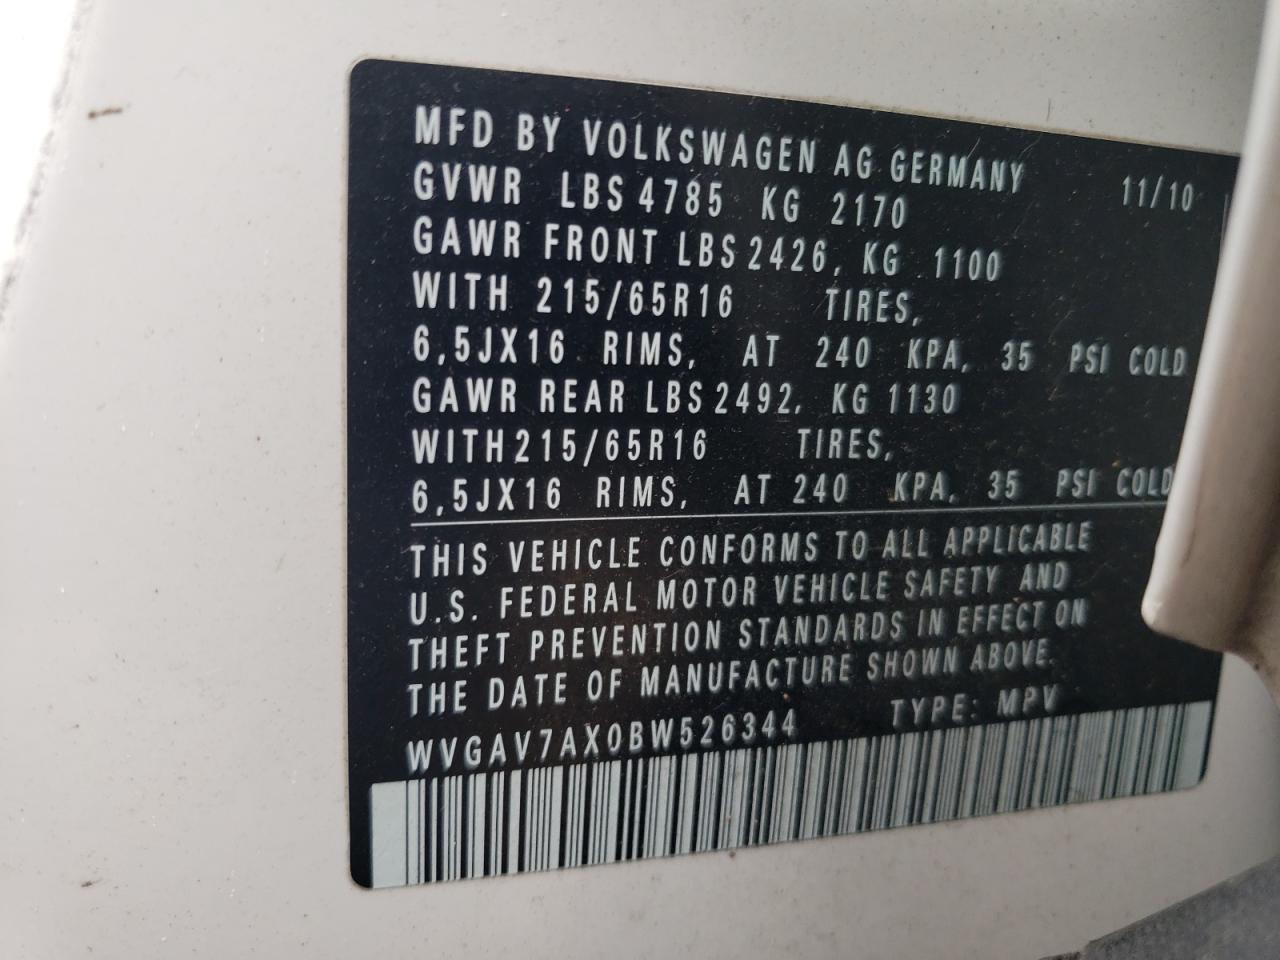 MFD BY VOLKSWAGEN AG GERMANY 11/10
GVWR LBS 4785 KG 2170
GAWR FRONT LBS 2426, KG 1100
WITH 215/65R16 TIRES,
6,5JX16 RIMS, AT 240 KPA, 35 PSI COLD
GAWR REAR LBS 2492, KG 1130
WITH 215/65R16 TIRES,
6,5JX16 RIMS, AT 240 KPA, 35 PSI COLD
THIS VEHICLE CONFORMS TO ALL APPLICABLE
U.S. FEDERAL MOTOR VEHICLE SAFETY AND
THEFT PREVENTION STANDARDS IN EFFECT ON
THE DATE OF MANUFACTURE SHOWN ABOVE.
WVGAV7AX0BW526344 TYPE: MPV